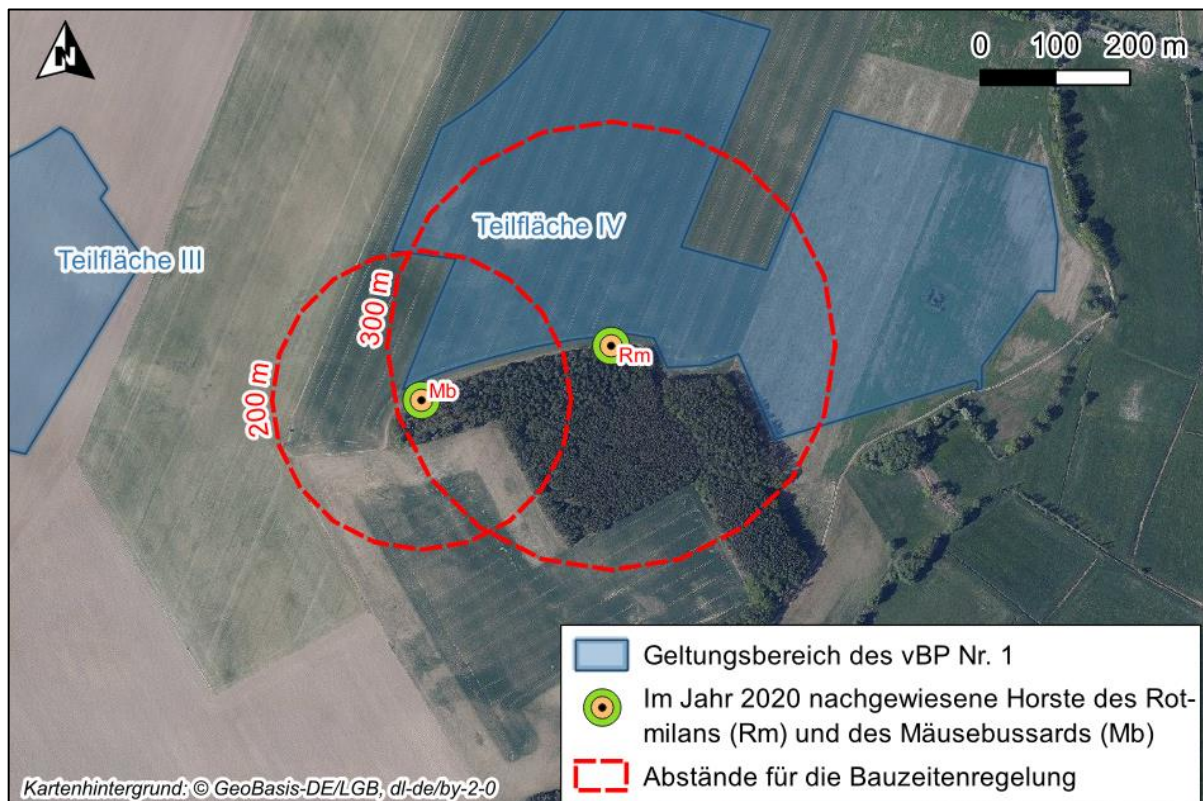 N
0 100 200 m
Teilfläche IV
Teilfläche III
300 m
Rm
Mb
200 m
Geltungsbereich des vBP Nr. 1
Im Jahr 2020 nachgewiesene Horste des Rot-
milans (Rm) und des Mäusebussards (Mb)
Abstände für die Bauzeitenregelung
Kartenhintergrund: © GeoBasis-DE/LGB, dl-de/by-2-0